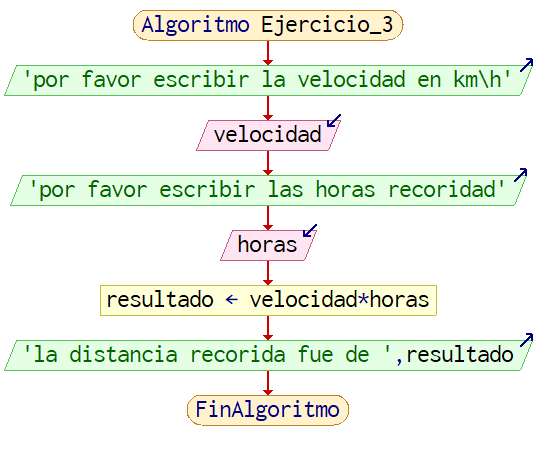 Algoritmo Ejercicio_3
'por favor escribir la velocidad en km\h'
velocidad
'por favor escribir las horas recoridad'
horas
resultado ← velocidad*horas
'la distancia recorida fue de ',resultado
FinAlgoritmo